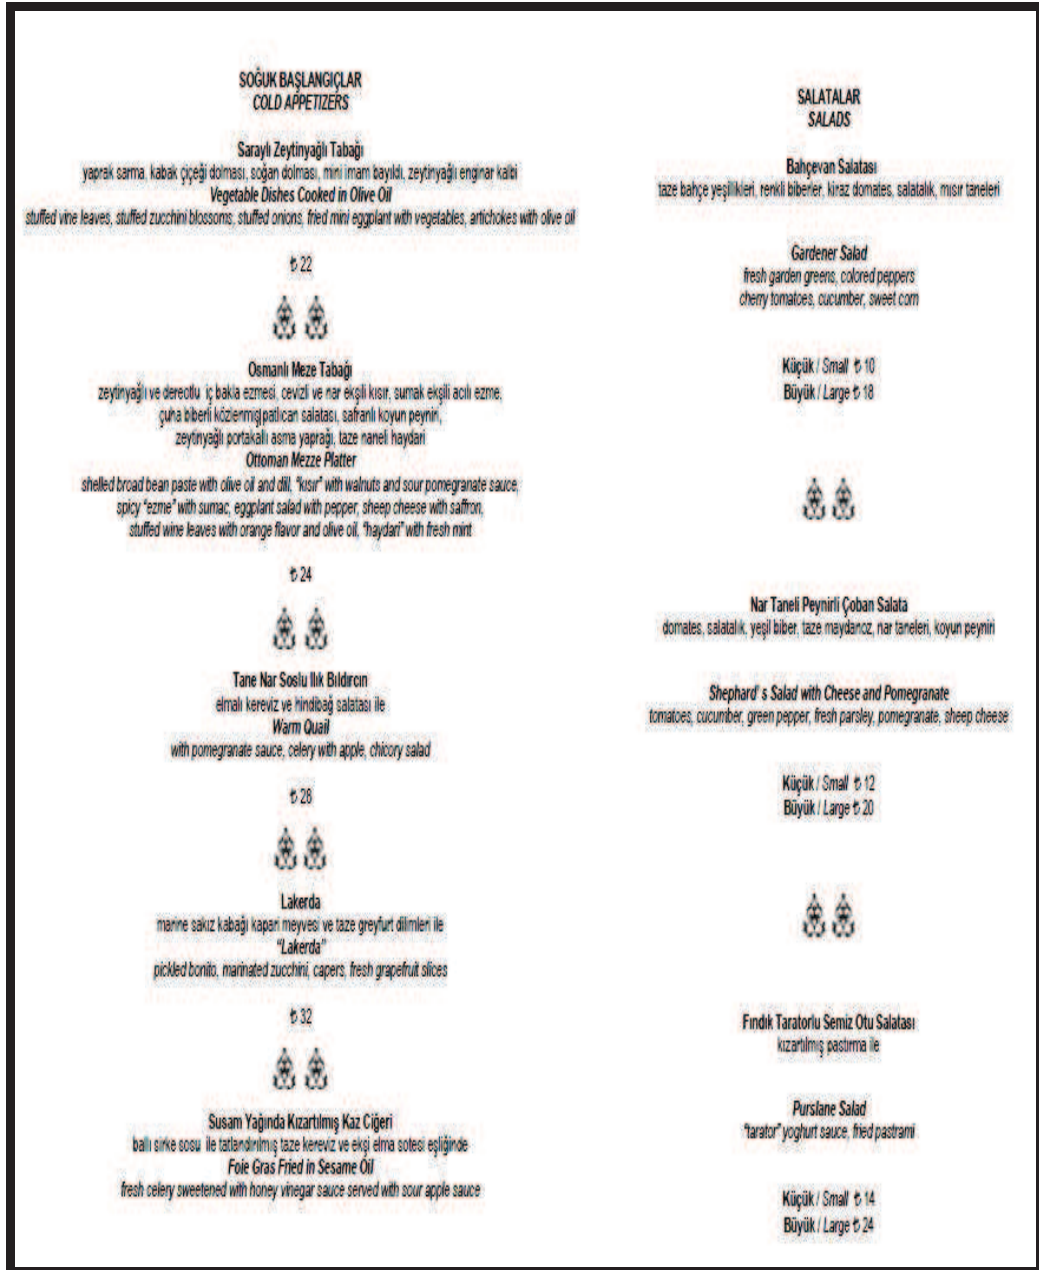 SOĞUK BAŞLANGIÇLAR
COLD APPETIZERS
Saraylı Zeytinyağlı Tabağı
yaprak sarma, kabak çiçeği dolması, soğan dolması, mini imam bayıldı, zeytinyağlı enginar kalbi
Vegetable Dishes Cooked in Olive Oil
stuffed vine leaves, stuffed zucchini blossoms, stuffed onions, fried mini eggplant with vegetables, artichokes with olive oil
₺ 22
Osmanlı Meze Tabağı
zeytinyağlı ve dereotlu iç bakla ezmesi, cevizli ve nar ekşili kısır, sumak ekşili acılı ezme,
çuha biberli közlenmiş patlıcan salatası, safranlı koyun peyniri,
zeytinyağlı portakallı asma yaprağı, taze naneli haydari
Ottoman Mezze Platter
shelled broad bean paste with olive oil and dill, “kısır” with walnuts and sour pomegranate sauce,
spicy “ezme” with sumac, eggplant salad with pepper, sheep cheese with saffron,
stuffed wine leaves with orange flavor and olive oil, “haydari” with fresh mint
₺ 24
Tane Nar Soslu Ilık Bıldırcın
elmalı kereviz ve hindibağ salatası ile
Warm Quail
with pomegranate sauce, celery with apple, chicory salad
₺ 28
Lakerda
marine sakız kabağı kapari meyvesi ve taze greyfurt dilimleri ile
“Lakerda”
pickled bonito, marinated zucchini, capers, fresh grapefruit slices
₺ 32
Susam Yağında Kızartılmış Kaz Ciğeri
ballı sirke sosu ile tatlandırılmış taze kereviz ve ekşi elma sotesi eşliğinde
Foie Gras Fried in Sesame Oil
fresh celery sweetened with honey vinegar sauce served with sour apple sauce
SALATALAR
SALADS
Bahçevan Salatası
taze bahçe yeşilikleri, renkli biberler, kiraz domates, salatalık, mısır taneleri
Gardener Salad
fresh garden greens, colored peppers
cherry tomatoes, cucumber, sweet corn
Küçük / Small ₺ 10
Büyük / Large ₺ 18
Nar Taneli Peynirli Çoban Salata
domates, salatalık, yeşil biber, taze maydanoz, nar taneleri, koyun peyniri
Shephard’ s Salad with Cheese and Pomegranate
tomatoes, cucumber, green pepper, fresh parsley, pomegranate, sheep cheese
Küçük / Small ₺ 12
Büyük / Large ₺ 20
Fındık Taratorlu Semiz Otu Salatası
kızartılmış pastırma ile
Purslane Salad
“tarator” yoghurt sauce, fried pastrami
Küçük / Small ₺ 14
Büyük / Large ₺ 24